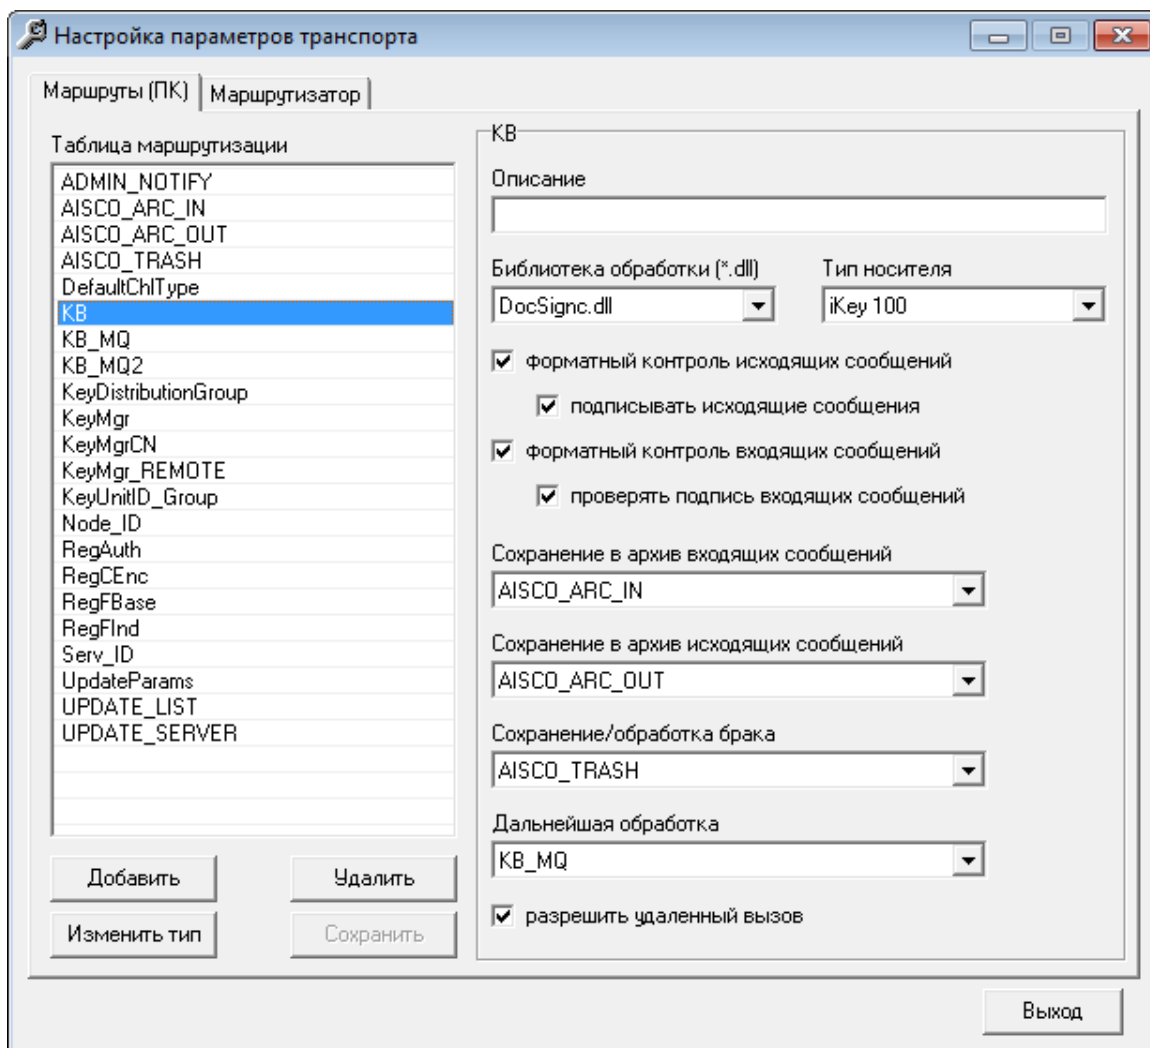 Настройка параметров транспорта
Маршруты (ПК)
Маршрутизатор
Таблица маршрутизации
ADMIN_NOTIFY
AISCO_ARC_IN
AISCO_ARC_OUT
AISCO_TRASH
DefaultChlType
KB
KB_MQ
KB_MQ2
KeyDistributionGroup
KeyMgr
KeyMgrCN
KeyMgr_REMOTE
KeyUnitID_Group
Node_ID
RegAuth
RegCEnc
RegFBase
RegFInd
Serv_ID
UpdateParams
UPDATE_LIST
UPDATE_SERVER
Добавить
Удалить
Изменить тип
Сохранить
KB
Описание
Библиотека обработки (*.dll)
Тип носителя
DocSignc.dll
iKey 100
форматный контроль исходящих сообщений
подписывать исходящие сообщения
форматный контроль входящих сообщений
проверять подпись входящих сообщений
Сохранение в архив входящих сообщений
AISCO_ARC_IN
Сохранение в архив исходящих сообщений
AISCO_ARC_OUT
Сохранение/обработка брака
AISCO_TRASH
Дальнейшая обработка
KB_MQ
разрешить удаленный вызов
Выход